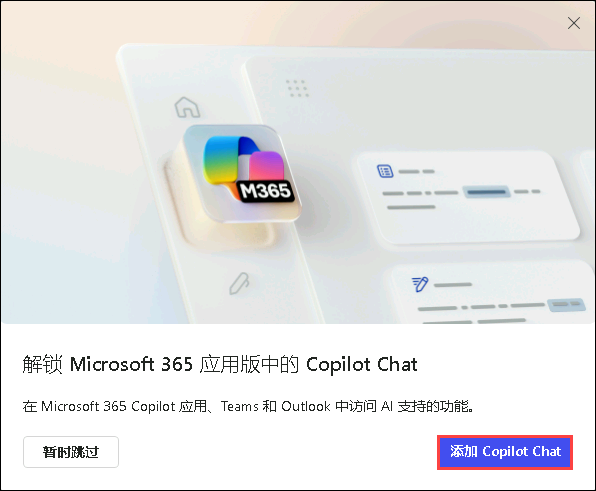 M365
解锁 Microsoft 365 应用版中的 Copilot Chat
在 Microsoft 365 Copilot 应用、Teams 和 Outlook 中访问 AI 支持的功能。
暂时跳过
添加 Copilot Chat